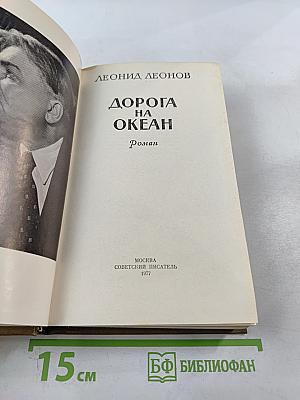 ЛЕОНИД ЛЕОНОВ
ДОРОГА
НА
ОКЕАН
Роман
МОСКВА
СОВЕТСКИЙ ПИСАТЕЛЬ
1977
15 см
БФ БИБЛИОФАН